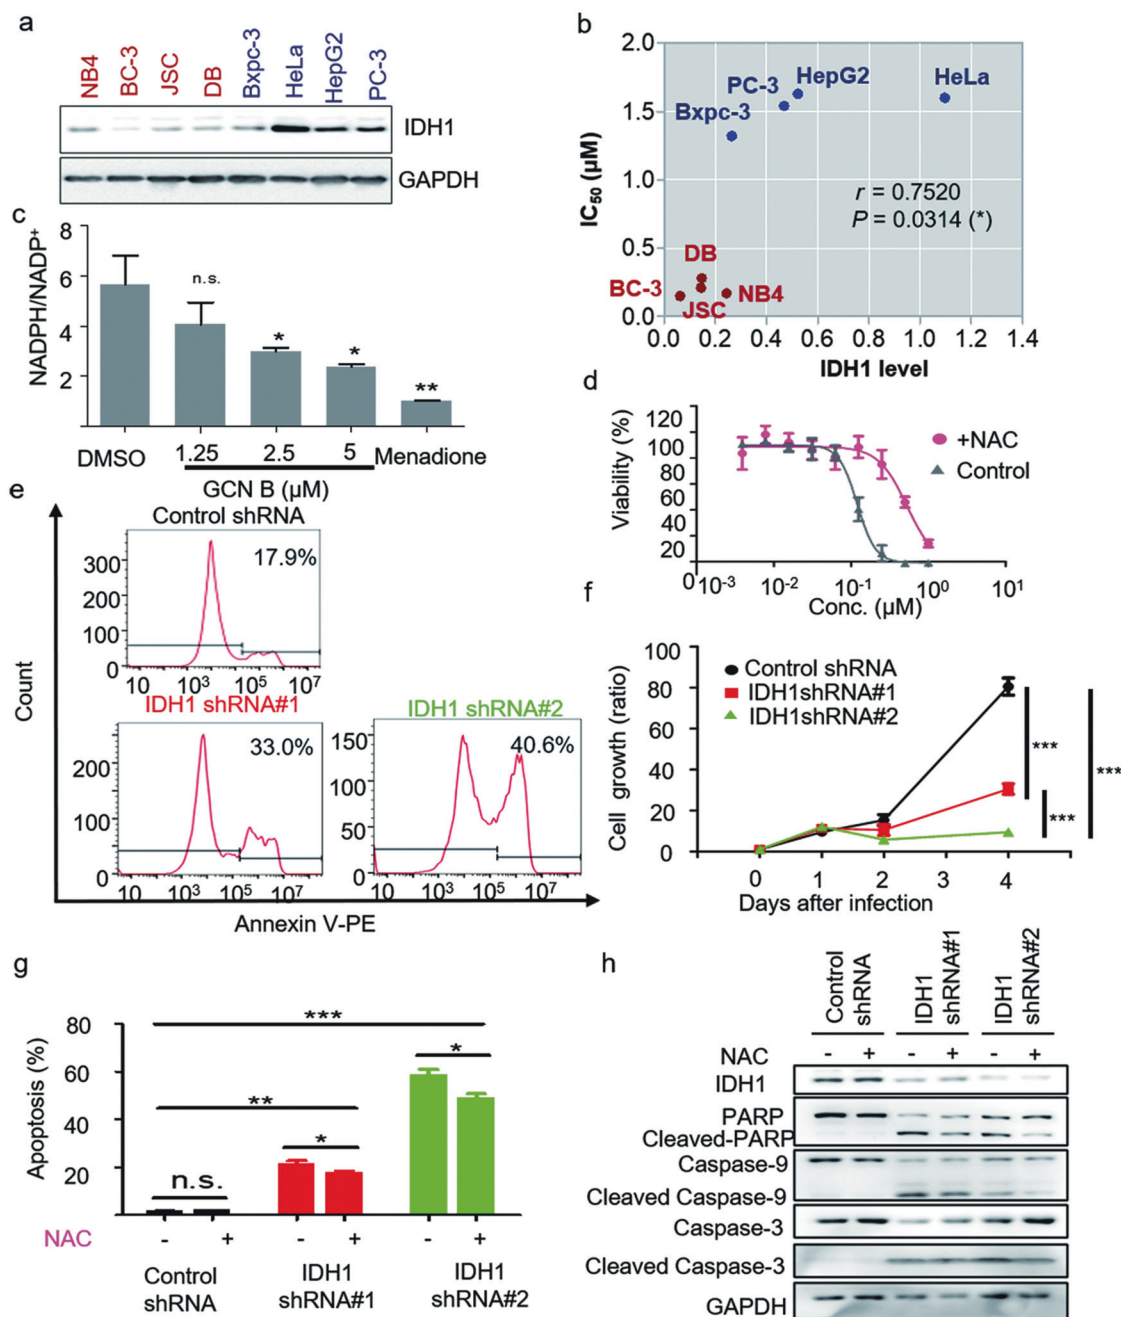 a
NB4
BC-3
JSC
DB
Bxpc-3
HeLa
HepG2
PC-3
IDH1
GAPDH
b
2.0
1.5
1.0
0.5
0.0
IC50 (μM)
HepG2
PC-3
HeLa
Bxpc-3
r = 0.7520
P = 0.0314 (*)
DB
BC-3
NB4
JSC
0.0 0.2 0.4 0.6 0.8 1.0 1.2 1.4
IDH1 level
c
8
6
4
2
NADPH/NADP+
n.s.
*
*
**
DMSO 1.25 2.5 5 Menadione
GCN B (μM)
d
120
80
60
40
20
0
Viability (%)
+NAC
Control
10-3 10-2 10-1 100 101
Conc. (μM)
e
Count
Control shRNA
17.9%
300
200
100
0
10 103 105 107
IDH1 shRNA#1
33.0%
200
100
50
0
10 103 105 107
IDH1 shRNA#2
40.6%
150
100
50
0
10 103 105 107
Annexin V-PE
f
100
80
60
40
20
0
Cell growth (ratio)
Control shRNA
IDH1shRNA#1
IDH1shRNA#2
***
***
***
0 1 2 3 4
Days after infection
g
80
60
40
20
Apoptosis (%)
***
**
*
*
n.s.
NAC - + - + - +
Control
shRNA
IDH1
shRNA#1
IDH1
shRNA#2
h
Control
shRNA
IDH1
shRNA#1
IDH1
shRNA#2
NAC - + - + - +
IDH1
PARP
Cleaved-PARP
Caspase-9
Cleaved Caspase-9
Caspase-3
Cleaved Caspase-3
GAPDH